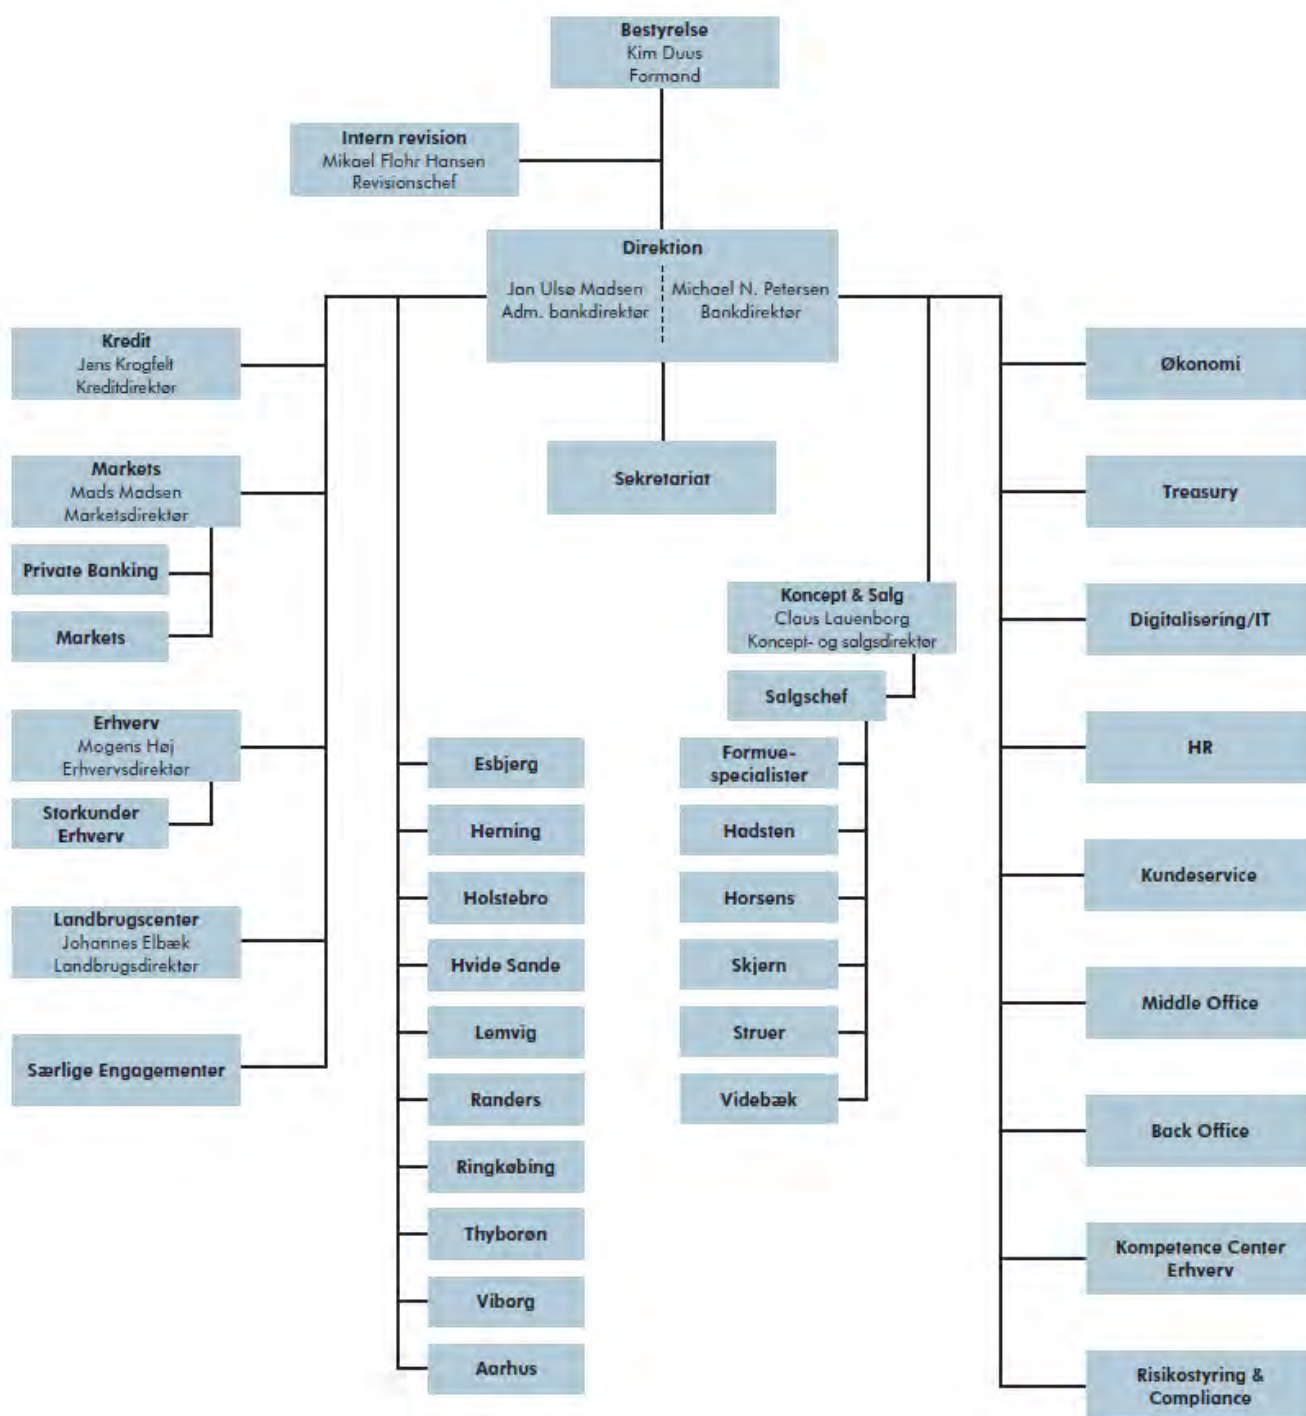 Bestyrelse
Kim Duus
Formand
Intern revision
Mikael Flohr Hansen
Revisionschef
Direktion
Jan Ulsø Madsen
Adm. bankdirektør
Michael N. Petersen
Bankdirektør
Sekretariat
Kredit
Jens Krogfelt
Kreditdirektør
Markets
Mads Madsen
Marketsdirektør
Private Banking
Markets
Erhverv
Mogens Høj
Erhvervsdirektør
Storkunder
Erhverv
Landbrugscenter
Johannes Elbæk
Landbrugsdirektør
Særlige Engagementer
Esbjerg
Herning
Holstebro
Hvide Sande
Lemvig
Randers
Ringkøbing
Thyborøn
Viborg
Aarhus
Koncept & Salg
Claus Lauenborg
Koncept- og salgsdirektør
Salgschef
Formue-
specialister
Hadsten
Horsens
Skjern
Struer
Videbæk
Økonomi
Treasury
Digitalisering/IT
HR
Kundeservice
Middle Office
Back Office
Kompetence Center
Erhverv
Risikostyring &
Compliance